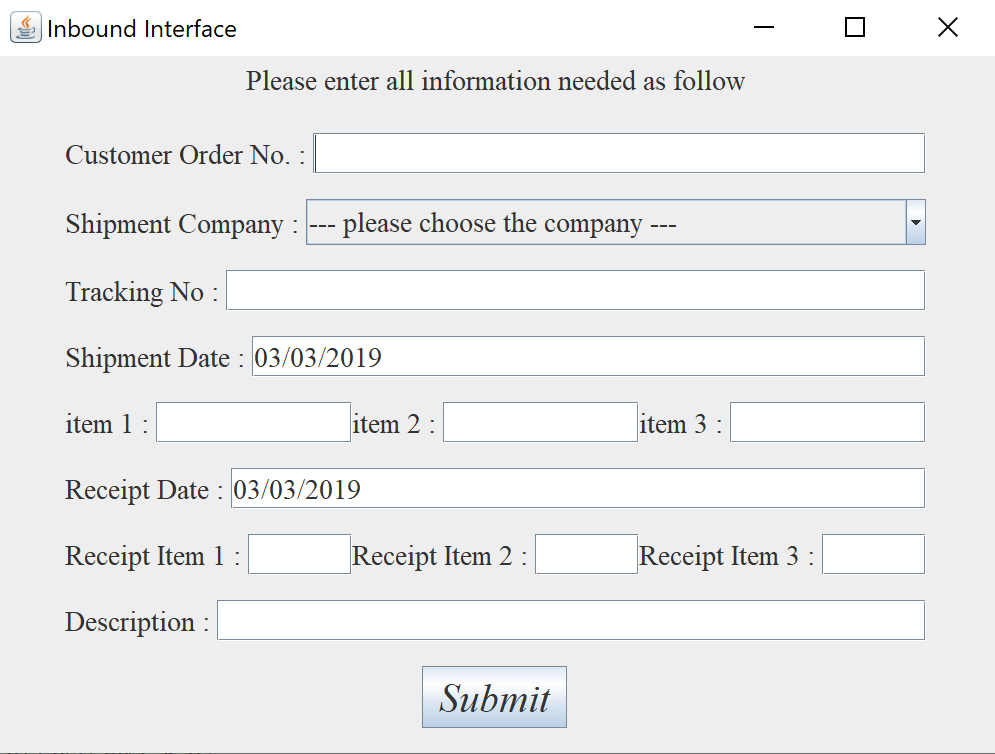 Inbound Interface
Please enter all information needed as follow
Customer Order No. :
Shipment Company : --- please choose the company ---
Tracking No :
Shipment Date : 03/03/2019
item 1 : item 2 : item 3 :
Receipt Date : 03/03/2019
Receipt Item 1 : Receipt Item 2 : Receipt Item 3 :
Description :
Submit